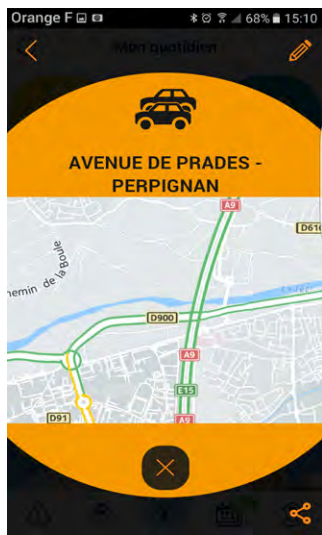 Orange F 68% 15:10
Mon quotidien
AVENUE DE PRADES -
PERPIGNAN
A9
D616
Chemin de la Boule
D900
A9
E15
D91
A9